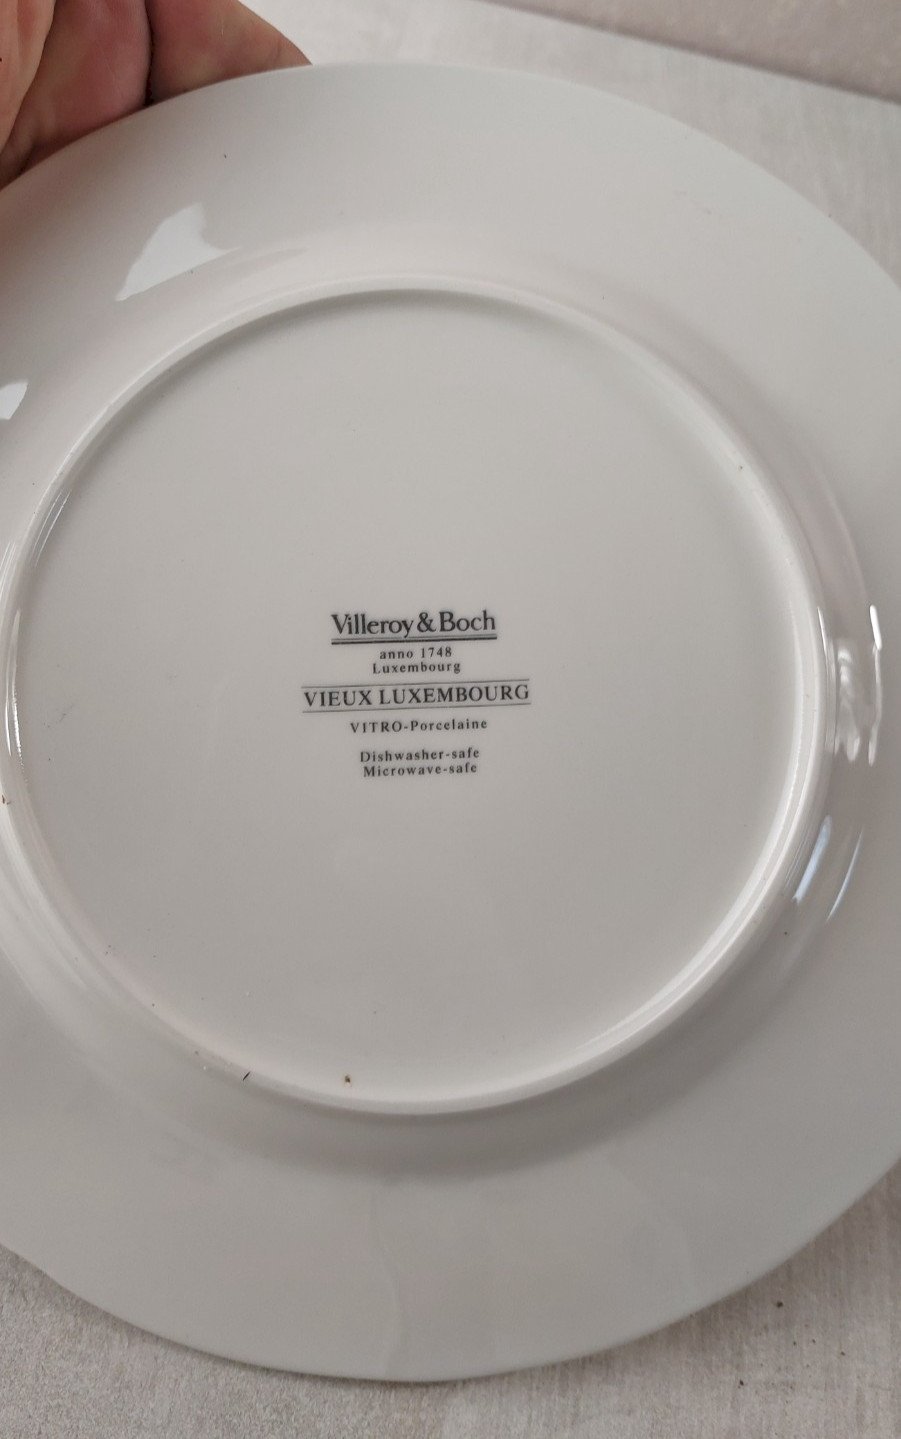 Villeroy & Boch
anno 1748
Luxembourg
VIEUX LUXEMBOURG
VITRO-Porcelaine
Dishwasher-safe
Microwave-safe